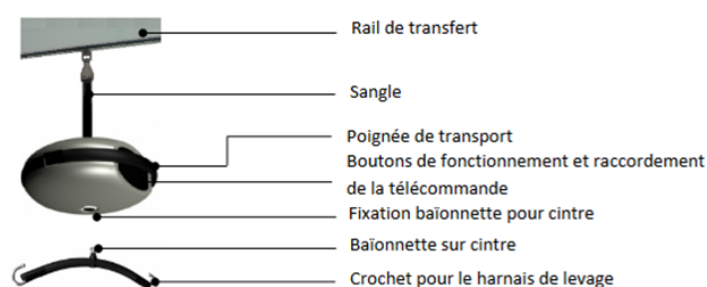 Rail de transfert
Sangle
Poignée de transport
Boutons de fonctionnement et raccordement
de la télécommande
Fixation baïonnette pour cintre
Baïonnette sur cintre
Crochet pour le harnais de levage